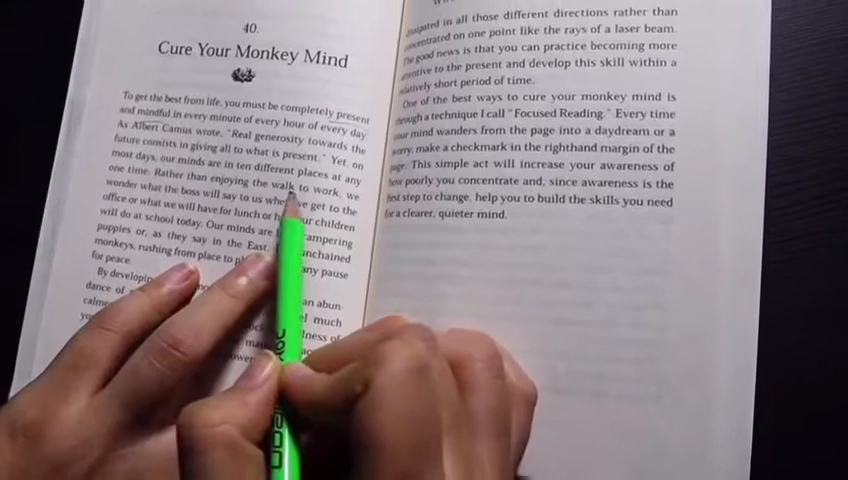 40.
Cure Your Monkey Mind
To get the best from life, you must be completely present
and mindful in every minute of every hour of every day
As Albert Camus wrote, "Real generosity towards the
future consists in giving all to what is present." Yet, on
most days, our minds are in ten different places at any
one time. Rather than enjoying the walk to work, we
wonder what the boss will say to us whe we get to the
office or what we will have for lunch or h our children
will do at school today. Our minds are l ampering
puppies or, as they say in the East, unchained
monkeys, rushing from place to pl any pause
for peace.
By developing an abun-
dance of el much
calme lness of
power
dissipated in all those different directions rather than
concentrated on one point like the rays of a laser beam.
The good news is that you can practice becoming more
attentive to the present and develop this skill within a
relatively short period of time.
One of the best ways to cure your monkey mind is
through a technique I call "Focused Reading." Every time
your mind wanders from the page into a daydream or a
worry, make a checkmark in the righthand margin of the
page. This simple act will increase your awareness of
how poorly you concentrate and, since awareness is the
first step to change, help you to build the skills you need
for a clearer, quieter mind.